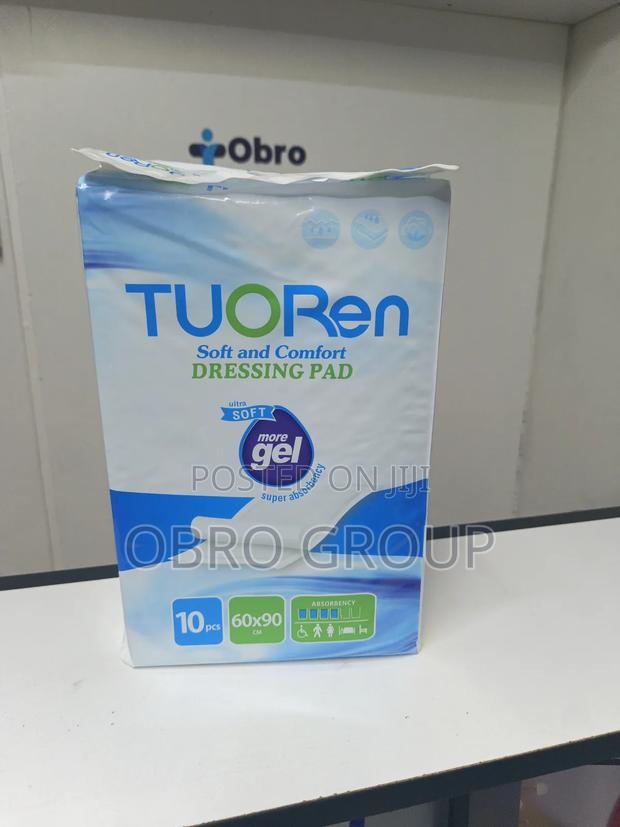 Obro
TUORen
Soft and Comfort
DRESSING PAD
ultra
SOFT
more
gel
super absorbency
POSTED ON JIJI
OBRO GROUP
10 pcs
60x90
CM
ABSORBENCY